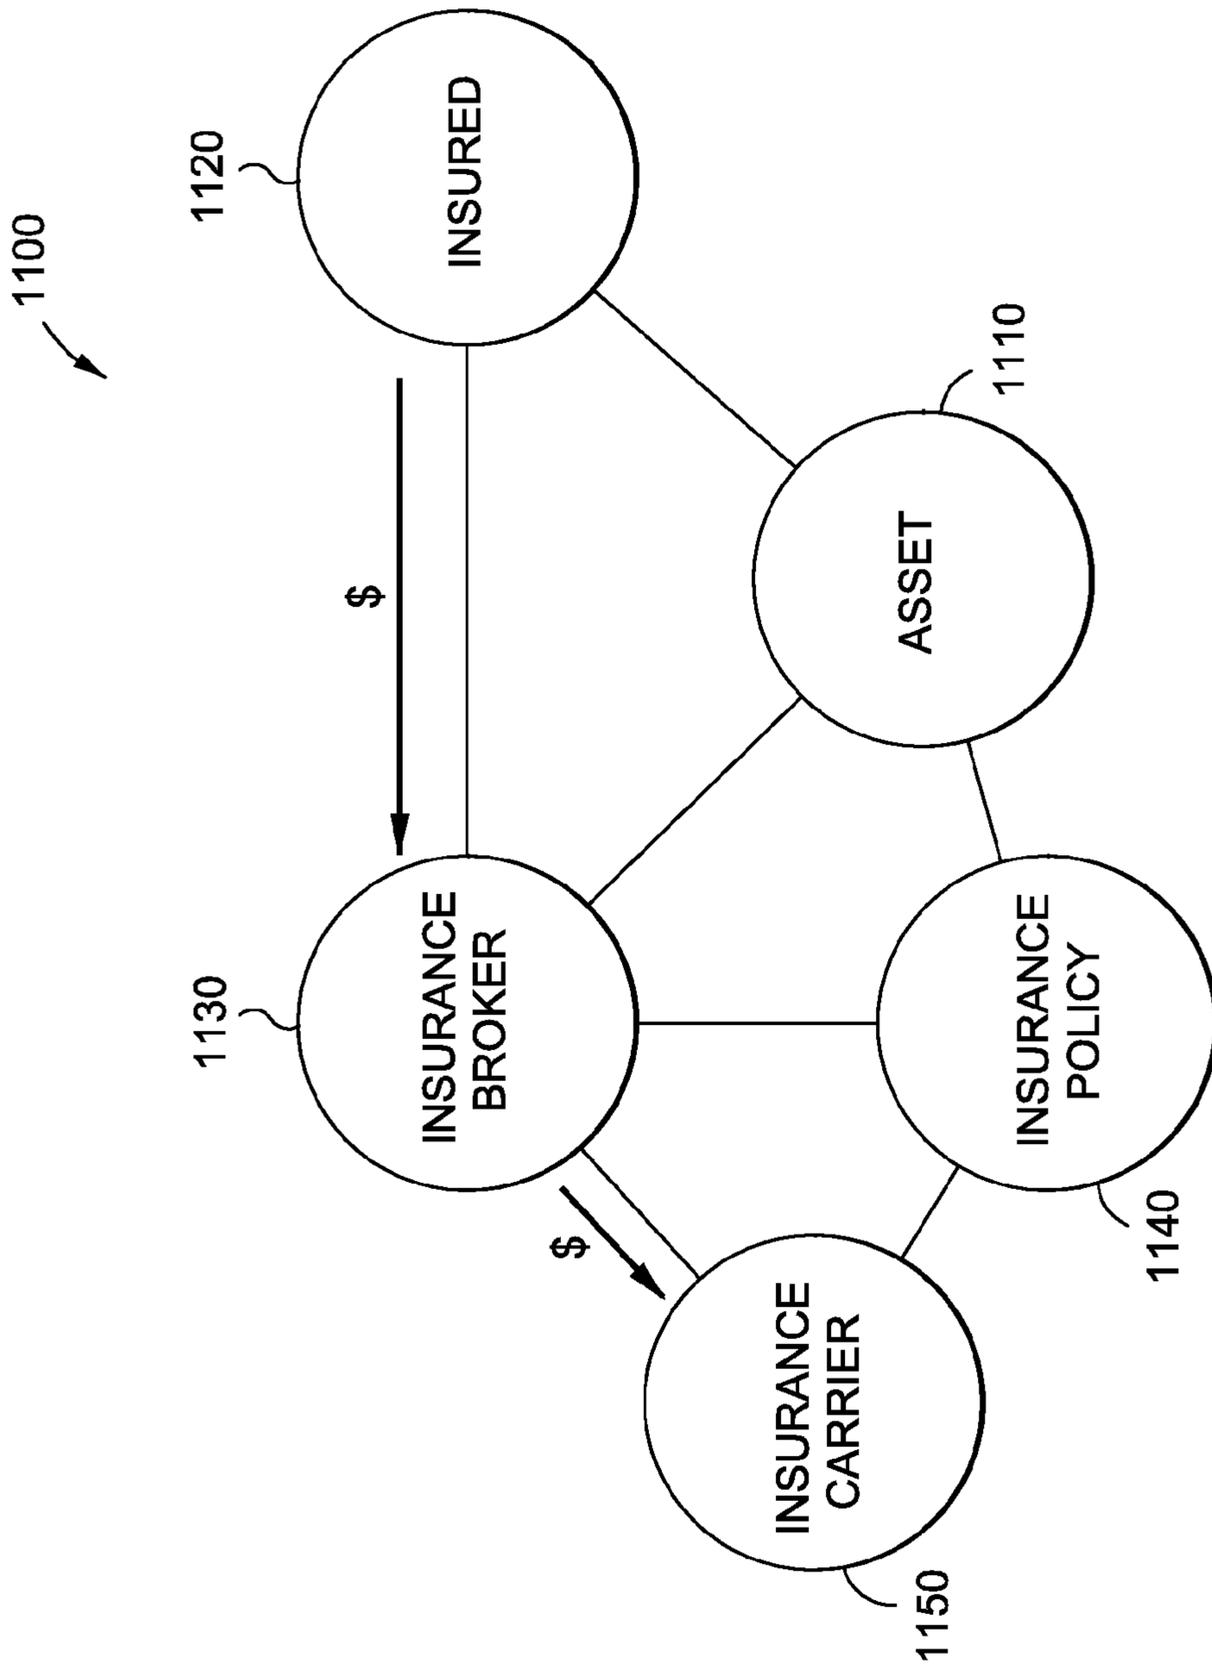 1100
1130
1120
$
INSURANCE
BROKER
INSURED
$
INSURANCE
CARRIER
ASSET
1150
1110
INSURANCE
POLICY
1140